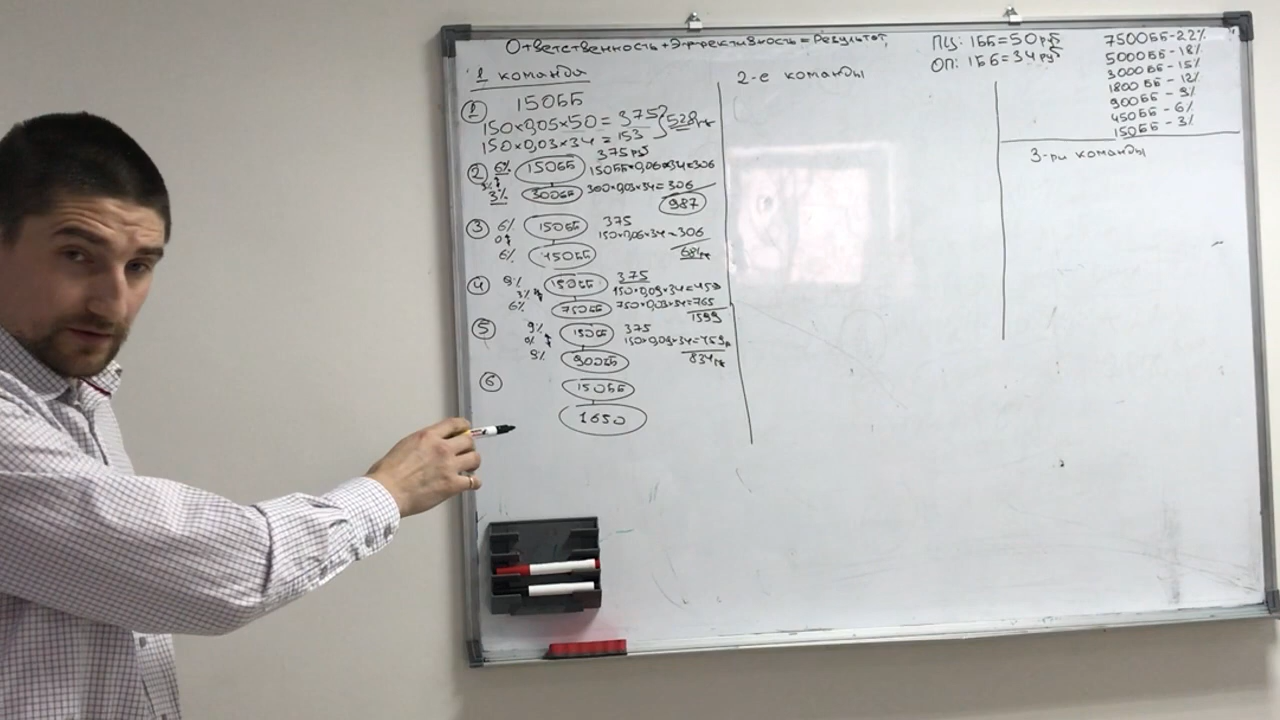 Ответственность + Эффективность = Результат,
ПЦ: 1ББ=50 руб
ОП: 1ББ=34 руб
7500ББ-22%
5000ББ-18%
3000ББ-15%
1800ББ-12%
900ББ-9%
450ББ-6%
150ББ-3%
1 команда
1 150ББ
150×0,05×50=375
150×0,03×34=153
528
2 6% 150ББ 375 руб
150ББ×0,06×34=306
3% 3% 300ББ 300×0,03×34=306
987
3 6% 150ББ 375
0% 150×0,06×34=306
6% 450ББ 681
4 9% 150ББ 375
3% 150×0,09×34=459
6% 750ББ 750×0,03×34=765
1599
5 9% 150ББ 375
0% 150×0,09×34=459р
9% 900ББ 834
6 150ББ
1650
2-е команды
3-ри команды